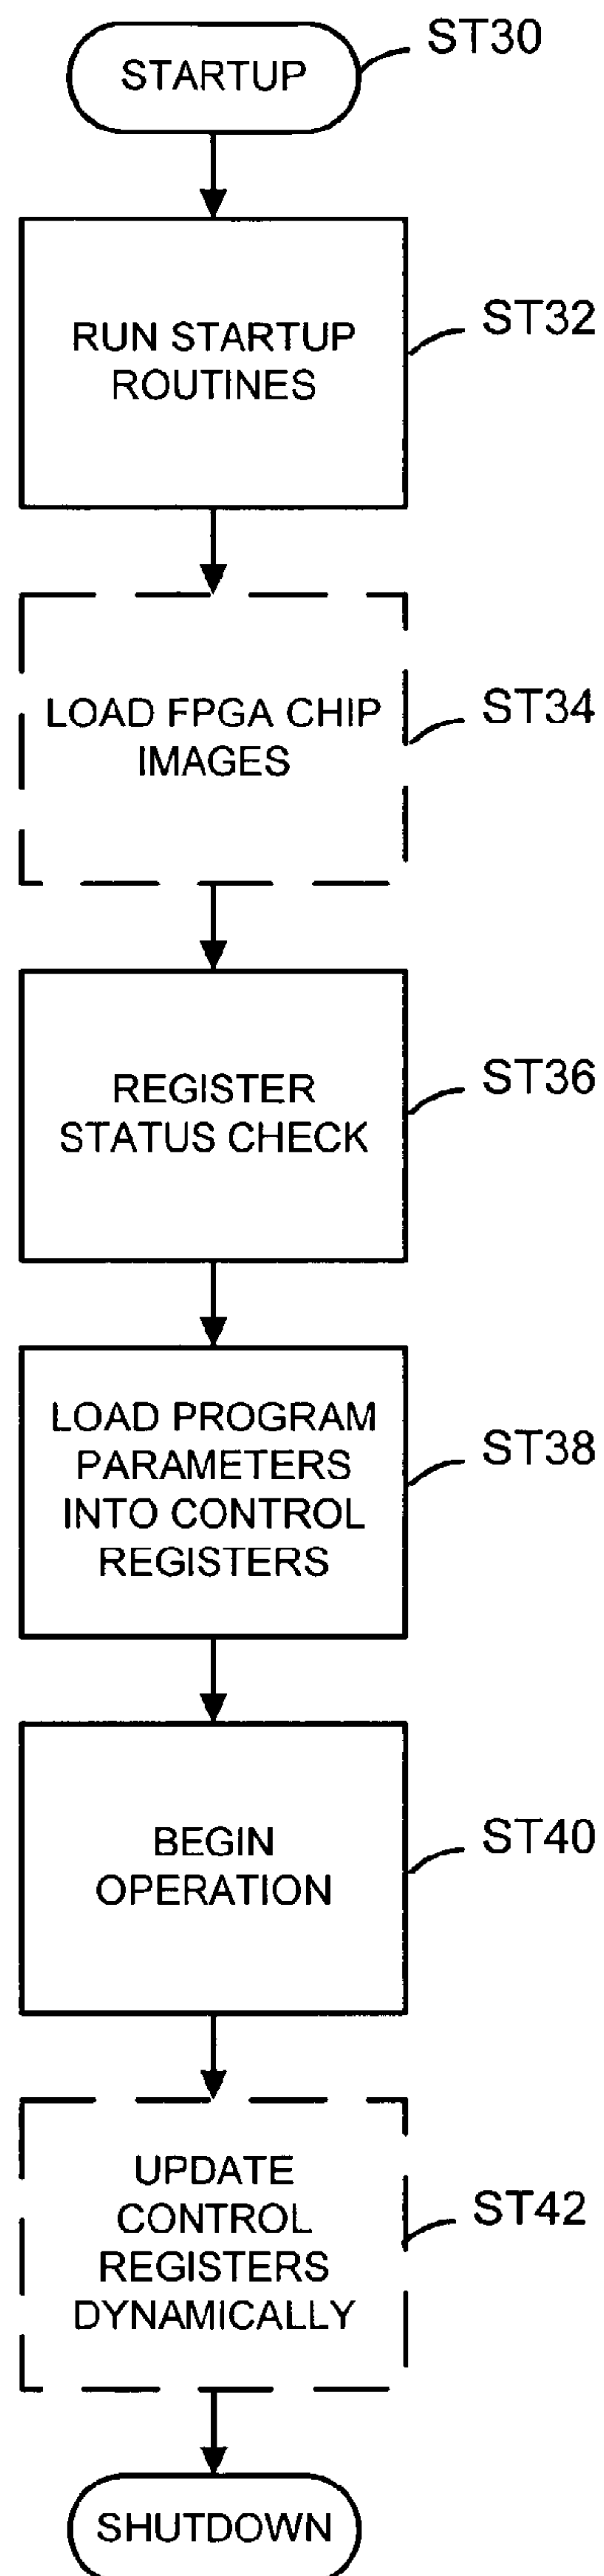 STARTUP
ST30
RUN STARTUP
ROUTINES
ST32
LOAD FPGA CHIP
IMAGES
ST34
REGISTER
STATUS CHECK
ST36
LOAD PROGRAM
PARAMETERS
INTO CONTROL
REGISTERS
ST38
BEGIN
OPERATION
ST40
UPDATE
CONTROL
REGISTERS
DYNAMICALLY
ST42
SHUTDOWN